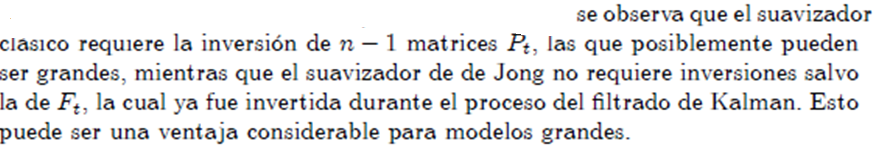 se observa que el suavizador
clásico requiere la inversión de n − 1 matrices Pt, las que posiblemente pueden
ser grandes, mientras que el suavizador de de Jong no requiere inversiones salvo
la de Ft, la cual ya fue invertida durante el proceso del filtrado de Kalman. Esto
puede ser una ventaja considerable para modelos grandes.